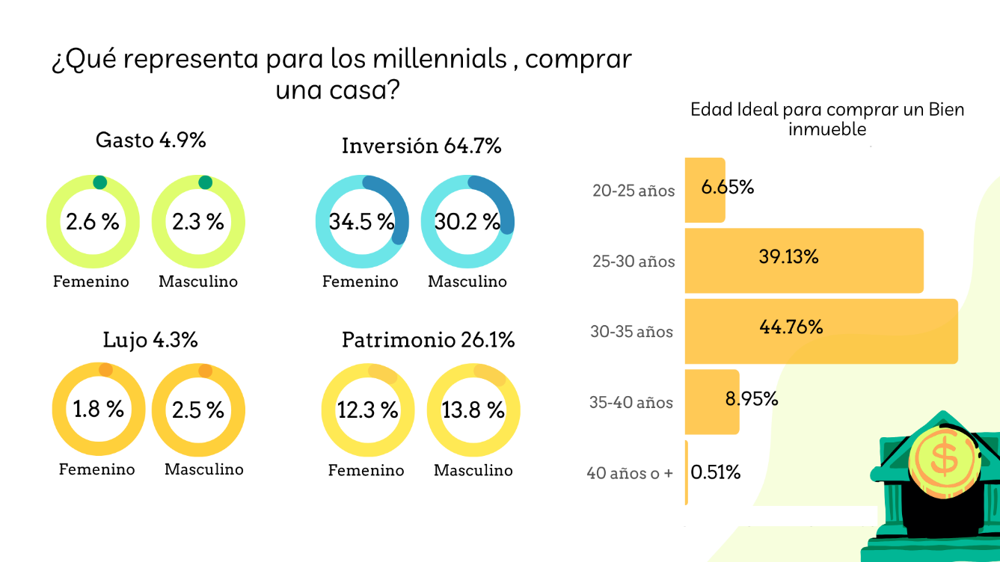 ¿Qué representa para los millennials , comprar
una casa?
Gasto 4.9%
2.6 %
2.3 %
Femenino
Masculino
Inversión 64.7%
34.5 %
30.2 %
Femenino
Masculino
Lujo 4.3%
1.8 %
2.5 %
Femenino
Masculino
Patrimonio 26.1%
12.3 %
13.8 %
Femenino
Masculino
Edad Ideal para comprar un Bien
inmueble
20-25 años
6.65%
25-30 años
39.13%
30-35 años
44.76%
35-40 años
8.95%
40 años o +
0.51%
$